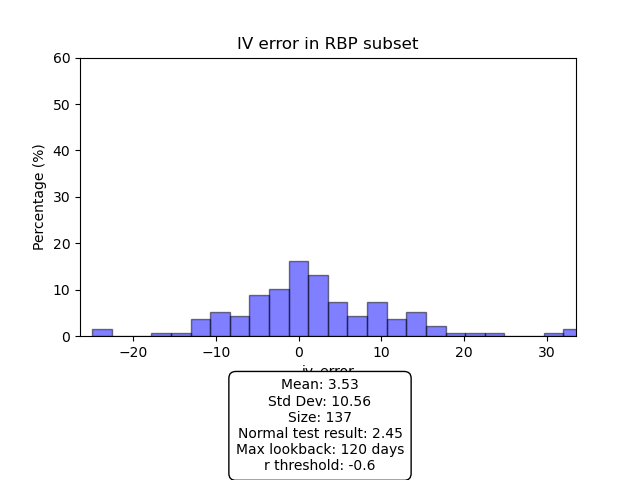 IV error in RBP subset
60
50
40
30
20
10
0
Percentage (%)
−20
−10
0
10
20
30
iv_error
Mean: 3.53
Std Dev: 10.56
Size: 137
Normal test result: 2.45
Max lookback: 120 days
r threshold: -0.6